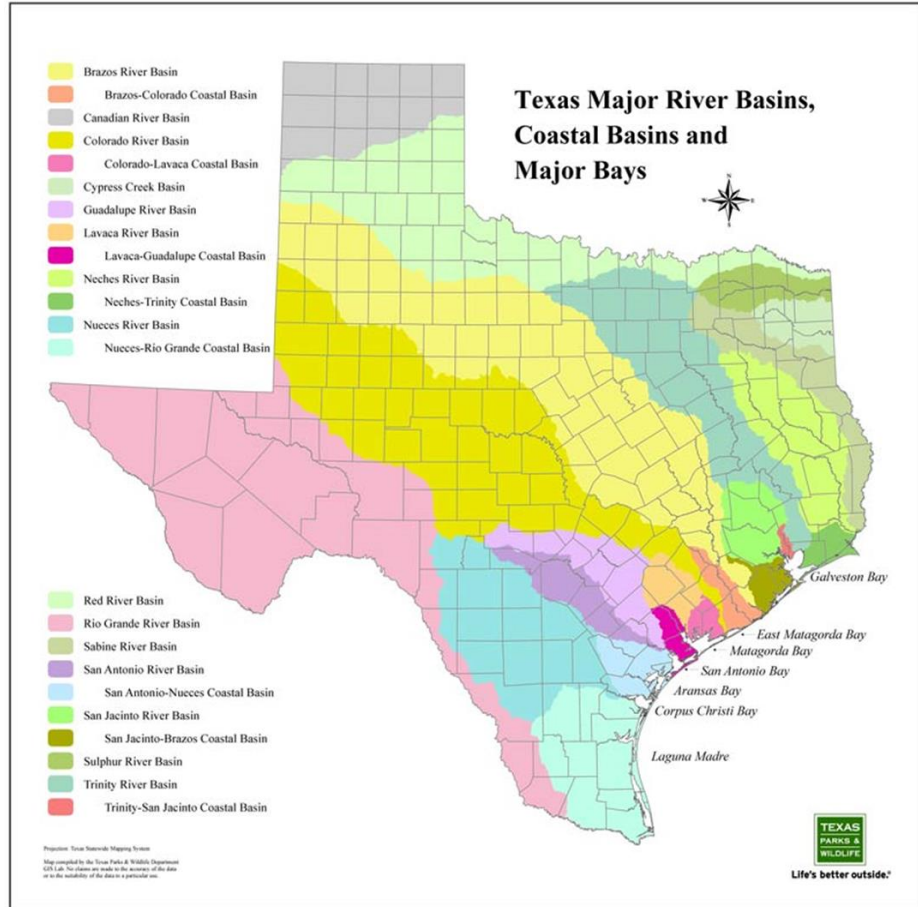 Texas Major River Basins,
Coastal Basins and
Major Bays
N
W
E
S
Brazos River Basin
Brazos-Colorado Coastal Basin
Canadian River Basin
Colorado River Basin
Colorado-Lavaca Coastal Basin
Cypress Creek Basin
Guadalupe River Basin
Lavaca River Basin
Lavaca-Guadalupe Coastal Basin
Neches River Basin
Neches-Trinity Coastal Basin
Nueces River Basin
Nueces-Rio Grande Coastal Basin
Red River Basin
Rio Grande River Basin
Sabine River Basin
San Antonio River Basin
San Antonio-Nueces Coastal Basin
San Jacinto River Basin
San Jacinto-Brazos Coastal Basin
Sulphur River Basin
Trinity River Basin
Trinity-San Jacinto Coastal Basin
Galveston Bay
East Matagorda Bay
Matagorda Bay
San Antonio Bay
Aransas Bay
Corpus Christi Bay
Laguna Madre
Projection: Texas Statewide Mapping System
Map compiled by the Texas Parks & Wildlife Department
GIS Lab. No claims are made to the accuracy of the data
or to the suitability of the data to a particular use.
TEXAS
PARKS &
WILDLIFE
Life's better outside.®